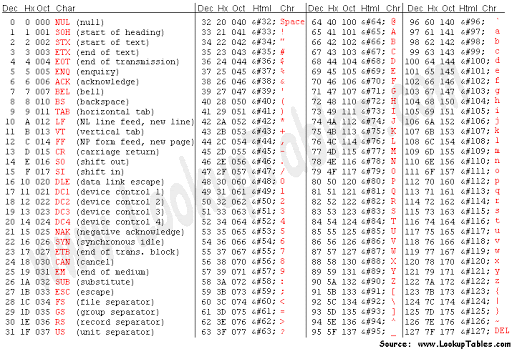 Dec Hx Oct Char Dec Hx Oct Html Chr Dec Hx Oct Html Chr Dec Hx Oct Html Chr
0 0 000 NUL (null) 32 20 040 &#32; Space 64 40 100 &#64; @ 96 60 140 &#96; `
1 1 001 SOH (start of heading) 33 21 041 &#33; ! 65 41 101 &#65; A 97 61 141 &#97; a
2 2 002 STX (start of text) 34 22 042 &#34; " 66 42 102 &#66; B 98 62 142 &#98; b
3 3 003 ETX (end of text) 35 23 043 &#35; # 67 43 103 &#67; C 99 63 143 &#99; c
4 4 004 EOT (end of transmission) 36 24 044 &#36; $ 68 44 104 &#68; D 100 64 144 &#100; d
5 5 005 ENQ (enquiry) 37 25 045 &#37; % 69 45 105 &#69; E 101 65 145 &#101; e
6 6 006 ACK (acknowledge) 38 26 046 &#38; & 70 46 106 &#70; F 102 66 146 &#102; f
7 7 007 BEL (bell) 39 27 047 &#39; ' 71 47 107 &#71; G 103 67 147 &#103; g
8 8 010 BS (backspace) 40 28 050 &#40; ( 72 48 110 &#72; H 104 68 150 &#104; h
9 9 011 TAB (horizontal tab) 41 29 051 &#41; ) 73 49 111 &#73; I 105 69 151 &#105; i
10 A 012 LF (NL line feed, new line) 42 2A 052 &#42; * 74 4A 112 &#74; J 106 6A 152 &#106; j
11 B 013 VT (vertical tab) 43 2B 053 &#43; + 75 4B 113 &#75; K 107 6B 153 &#107; k
12 C 014 FF (NP form feed, new page) 44 2C 054 &#44; , 76 4C 114 &#76; L 108 6C 154 &#108; l
13 D 015 CR (carriage return) 45 2D 055 &#45; - 77 4D 115 &#77; M 109 6D 155 &#109; m
14 E 016 SO (shift out) 46 2E 056 &#46; . 78 4E 116 &#78; N 110 6E 156 &#110; n
15 F 017 SI (shift in) 47 2F 057 &#47; / 79 4F 117 &#79; O 111 6F 157 &#111; o
16 10 020 DLE (data link escape) 48 30 060 &#48; 0 80 50 120 &#80; P 112 70 160 &#112; p
17 11 021 DC1 (device control 1) 49 31 061 &#49; 1 81 51 121 &#81; Q 113 71 161 &#113; q
18 12 022 DC2 (device control 2) 50 32 062 &#50; 2 82 52 122 &#82; R 114 72 162 &#114; r
19 13 023 DC3 (device control 3) 51 33 063 &#51; 3 83 53 123 &#83; S 115 73 163 &#115; s
20 14 024 DC4 (device control 4) 52 34 064 &#52; 4 84 54 124 &#84; T 116 74 164 &#116; t
21 15 025 NAK (negative acknowledge) 53 35 065 &#53; 5 85 55 125 &#85; U 117 75 165 &#117; u
22 16 026 SYN (synchronous idle) 54 36 066 &#54; 6 86 56 126 &#86; V 118 76 166 &#118; v
23 17 027 ETB (end of trans. block) 55 37 067 &#55; 7 87 57 127 &#87; W 119 77 167 &#119; w
24 18 030 CAN (cancel) 56 38 070 &#56; 8 88 58 130 &#88; X 120 78 170 &#120; x
25 19 031 EM (end of medium) 57 39 071 &#57; 9 89 59 131 &#89; Y 121 79 171 &#121; y
26 1A 032 SUB (substitute) 58 3A 072 &#58; : 90 5A 132 &#90; Z 122 7A 172 &#122; z
27 1B 033 ESC (escape) 59 3B 073 &#59; ; 91 5B 133 &#91; [ 123 7B 173 &#123; {
28 1C 034 FS (file separator) 60 3C 074 &#60; < 92 5C 134 &#92; \ 124 7C 174 &#124; |
29 1D 035 GS (group separator) 61 3D 075 &#61; = 93 5D 135 &#93; ] 125 7D 175 &#125; }
30 1E 036 RS (record separator) 62 3E 076 &#62; > 94 5E 136 &#94; ^ 126 7E 176 &#126; ~
31 1F 037 US (unit separator) 63 3F 077 &#63; ? 95 5F 137 &#95; _ 127 7F 177 &#127; DEL
Source: www.LookupTables.com